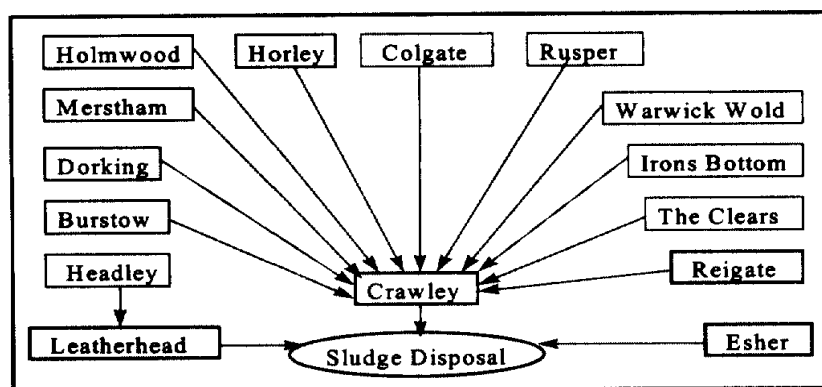 Holmwood
Horley
Colgate
Rusper
Merstham
Warwick Wold
Dorking
Irons Bottom
Burstow
The Clears
Headley
Reigate
Crawley
Leatherhead
Sludge Disposal
Esher